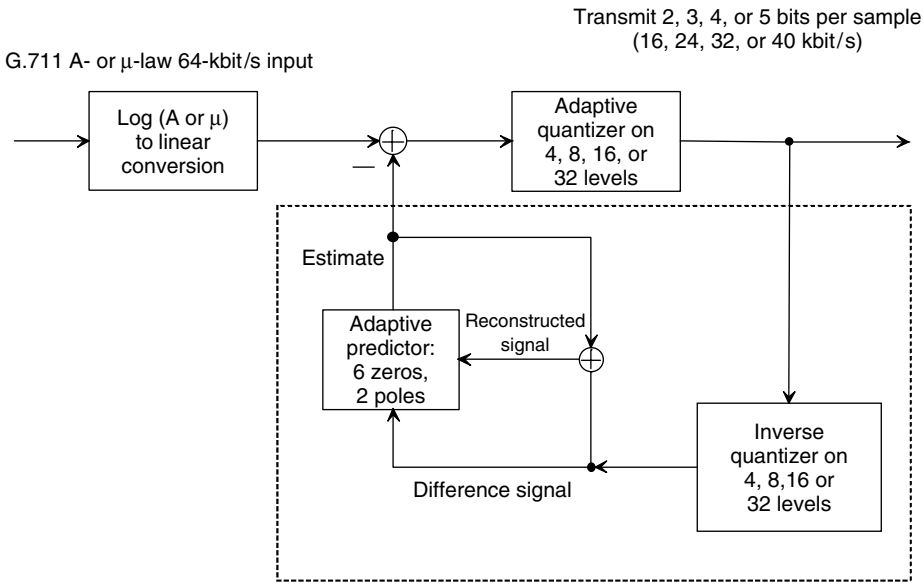 Transmit 2, 3, 4, or 5 bits per sample
(16, 24, 32, or 40 kbit/s)
G.711 A- or μ-law 64-kbit/s input
Log (A or μ)
to linear
conversion
Adaptive
quantizer on
4, 8, 16, or
32 levels
—
Estimate
Adaptive
predictor:
6 zeros,
2 poles
Reconstructed
signal
Inverse
quantizer on
4, 8,16 or
32 levels
Difference signal